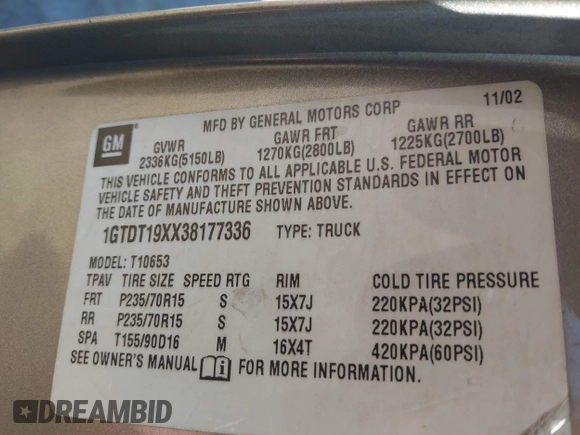 MFD BY GENERAL MOTORS CORP 11/02
GM
GVWR GAWR FRT GAWR RR
2336KG(5150LB) 1270KG(2800LB) 1225KG(2700LB)
THIS VEHICLE CONFORMS TO ALL APPLICABLE U.S. FEDERAL MOTOR
VEHICLE SAFETY AND THEFT PREVENTION STANDARDS IN EFFECT ON
THE DATE OF MANUFACTURE SHOWN ABOVE.
1GTDT19XX38177336 TYPE: TRUCK
MODEL: T10653
TPAV TIRE SIZE SPEED RTG RIM COLD TIRE PRESSURE
FRT P235/70R15 S 15X7J 220KPA(32PSI)
RR P235/70R15 S 15X7J 220KPA(32PSI)
SPA T155/90D16 M 16X4T 420KPA(60PSI)
SEE OWNER'S MANUAL i FOR MORE INFORMATION.
DREAMBID